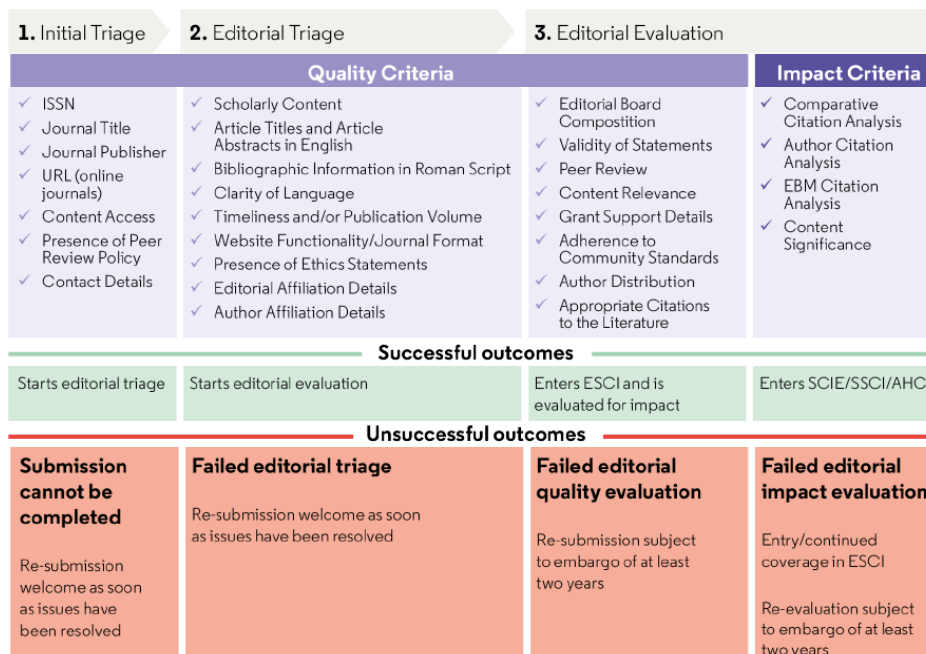 1. Initial Triage
2. Editorial Triage
3. Editorial Evaluation
Quality Criteria
Impact Criteria
✓ ISSN
✓ Journal Title
✓ Journal Publisher
✓ URL (online
journals)
✓ Content Access
✓ Presence of Peer
Review Policy
✓ Contact Details
✓ Scholarly Content
✓ Article Titles and Article
Abstracts in English
✓ Bibliographic Information in Roman Script
✓ Clarity of Language
✓ Timeliness and/or Publication Volume
✓ Website Functionality/Journal Format
✓ Presence of Ethics Statements
✓ Editorial Affiliation Details
✓ Author Affiliation Details
✓ Editorial Board
Compostition
✓ Validity of Statements
✓ Peer Review
✓ Content Relevance
✓ Grant Support Details
✓ Adherence to
Community Standards
✓ Author Distribution
✓ Appropriate Citations
to the Literature
✓ Comparative
Citation Analysis
✓ Author Citation
Analysis
✓ EBM Citation
Analysis
✓ Content
Significance
Successful outcomes
Starts editorial triage
Starts editorial evaluation
Enters ESCI and is
evaluated for impact
Enters SCIE/SSCI/AHC
Unsuccessful outcomes
Submission
cannot be
completed
Re-submission
welcome as soon
as issues have
been resolved
Failed editorial triage
Re-submission welcome as soon
as issues have been resolved
Failed editorial
quality evaluation
Re-submission subject
to embargo of at least
two years
Failed editorial
impact evaluation
Entry/continued
coverage in ESCI
Re-evaluation subject
to embargo of at least
two years